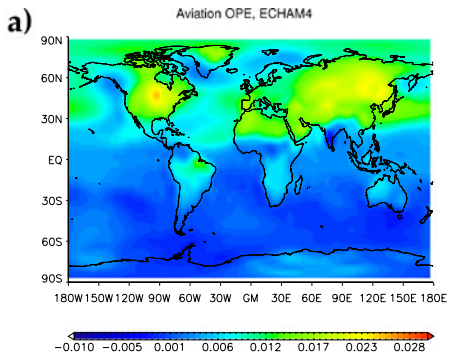 Aviation OPE, ECHAM4
a)
90N
60N
30N
EQ
30S
60S
90S
180W 150W 120W 90W 60W 30W GM 30E 60E 90E 120E 150E 180E
-0.010 -0.005 0.001 0.006 0.012 0.017 0.023 0.028